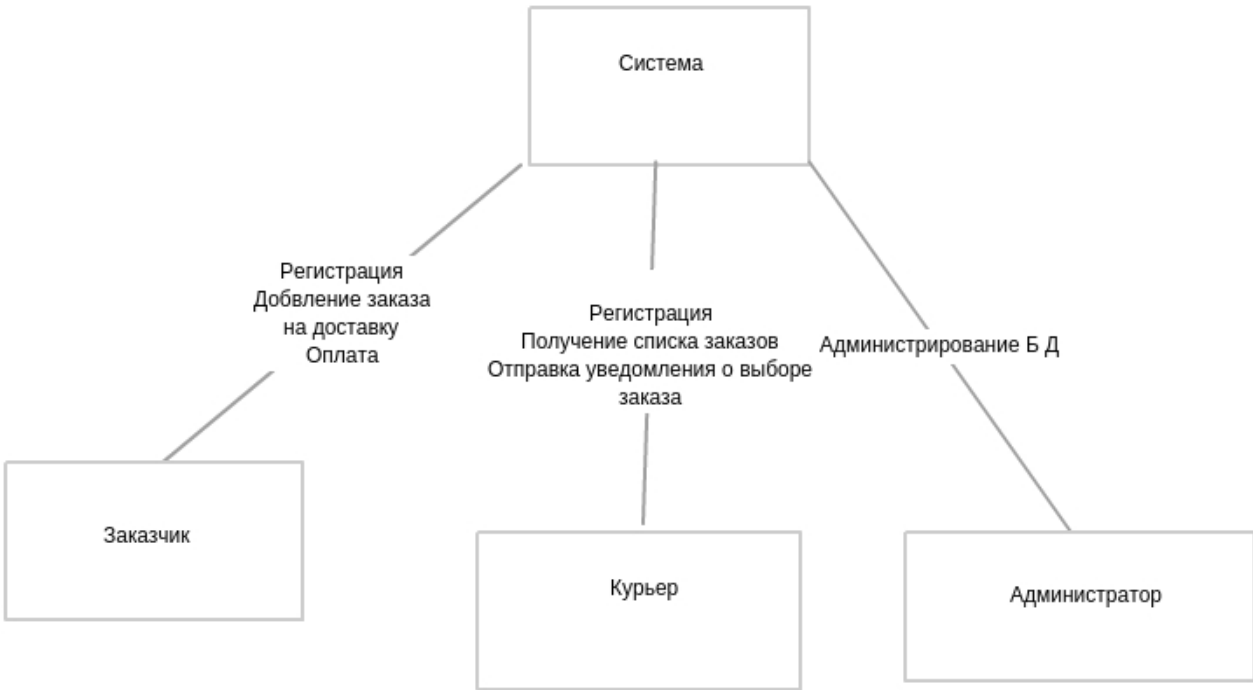 Система
Регистрация
Добвление заказа
на доставку
Оплата
Регистрация
Получение списка заказов
Отправка уведомления о выборе
заказа
Администрирование Б Д
Заказчик
Курьер
Администратор